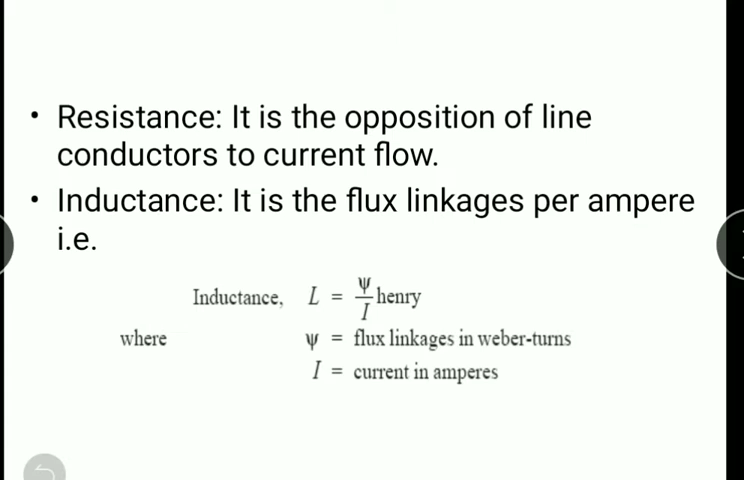 • Resistance: It is the opposition of line
conductors to current flow.
• Inductance: It is the flux linkages per ampere
i.e.
Inductance, L = Ψ/I henry
where ψ = flux linkages in weber-turns
I = current in amperes